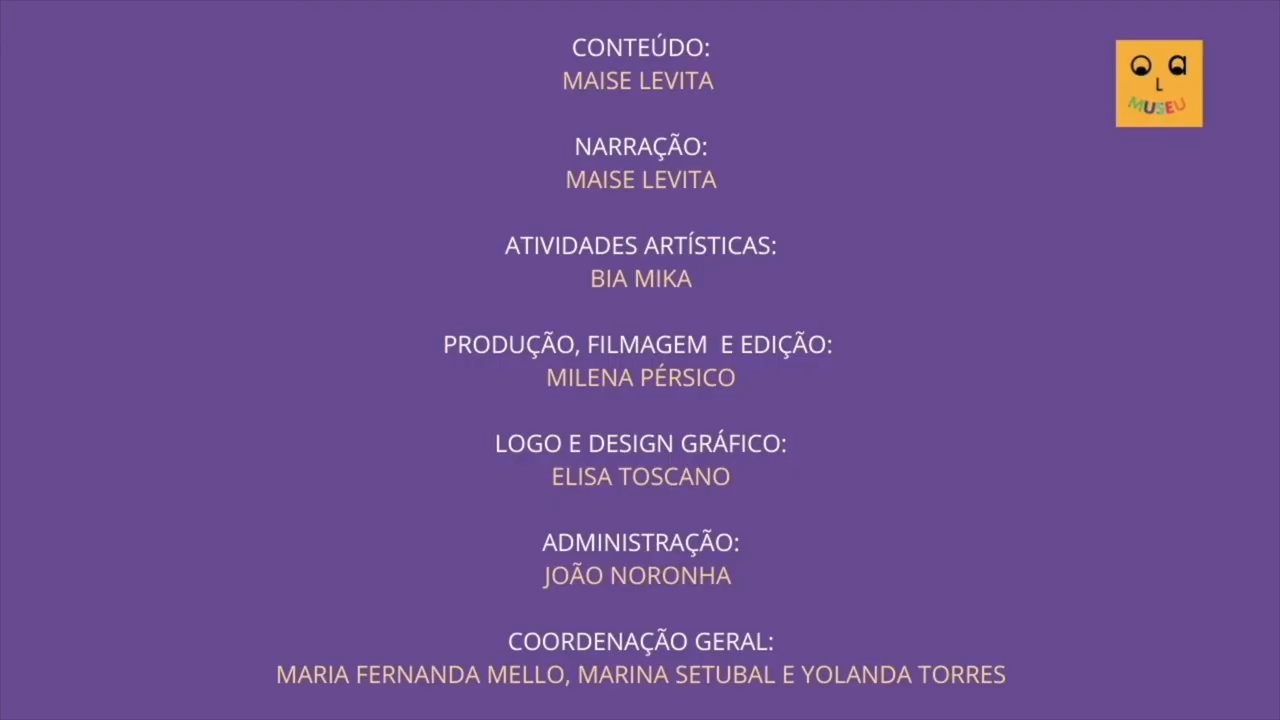 CONTEÚDO:
MAISE LEVITA
NARRAÇÃO:
MAISE LEVITA
ATIVIDADES ARTÍSTICAS:
BIA MIKA
PRODUÇÃO, FILMAGEM  E EDIÇÃO:
MILENA PÉRSICO
LOGO E DESIGN GRÁFICO:
ELISA TOSCANO
ADMINISTRAÇÃO:
JOÃO NORONHA
COORDENAÇÃO GERAL:
MARIA FERNANDA MELLO, MARINA SETUBAL E YOLANDA TORRES
O L a
MUSEU